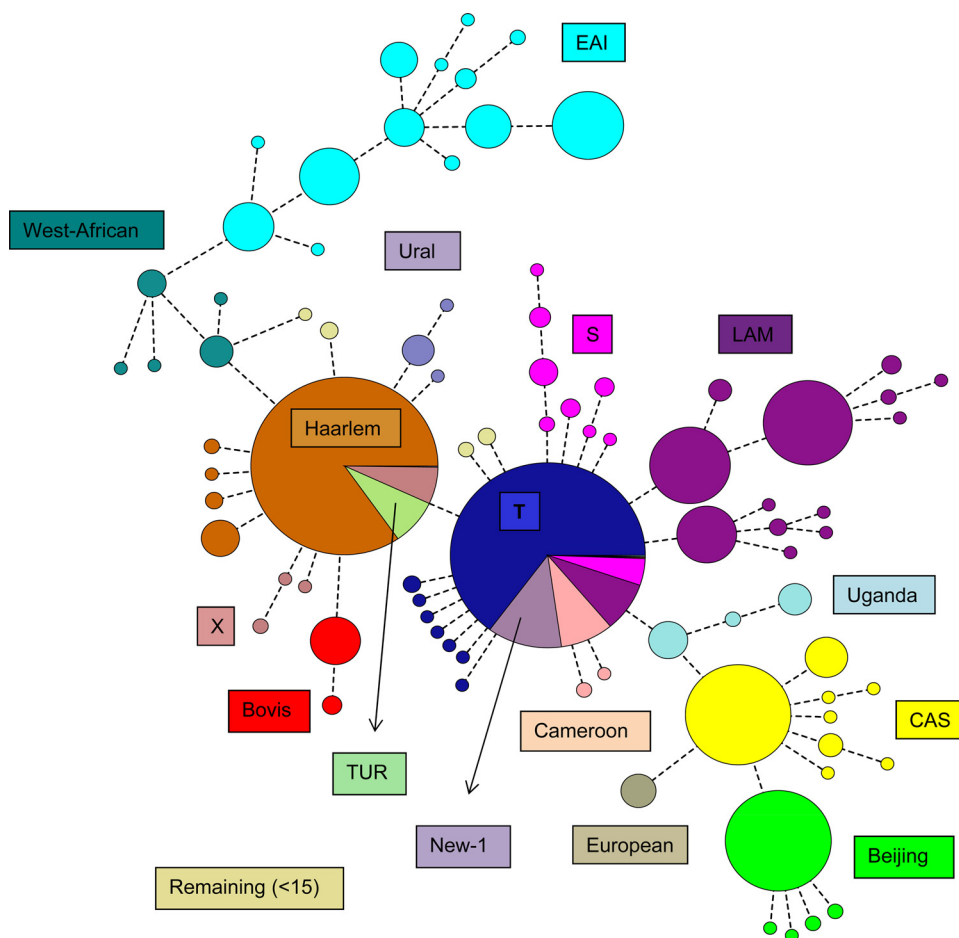 EAI
West-African
Ural
S
LAM
Haarlem
T
Uganda
X
Bovis
Cameroon
CAS
TUR
New-1
European
Beijing
Remaining (<15)